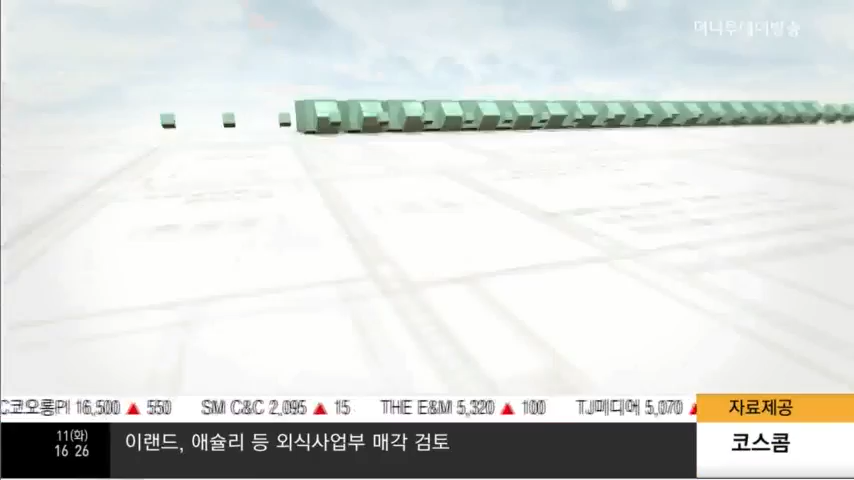 머니투데이방송
C코오롱PI 16,500 ▲ 550 SM C&C 2,095 ▲ 15 THE E&M 5,320 ▲ 100 TJ미디어 5,070 ▲
자료제공
코스콤
11(화)
16 26
이랜드, 애슐리 등 외식사업부 매각 검토